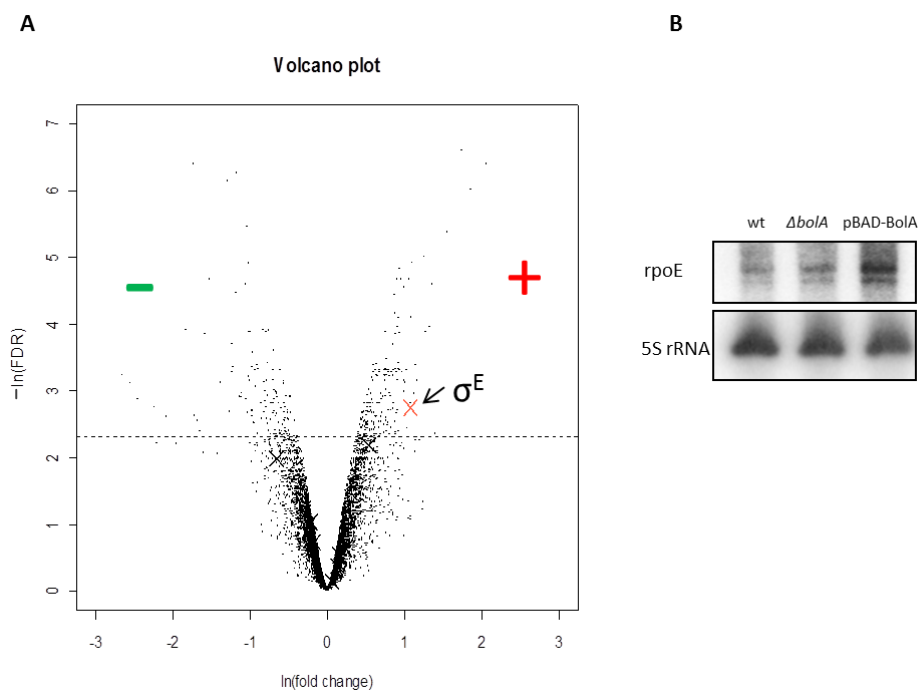 A
Volcano plot
7
6
5
4
3
2
1
0
−ln(FDR)
σE
-3 -2 -1 0 1 2 3
ln(fold change)
B
wt ΔbolA pBAD-BolA
rpoE
5S rRNA